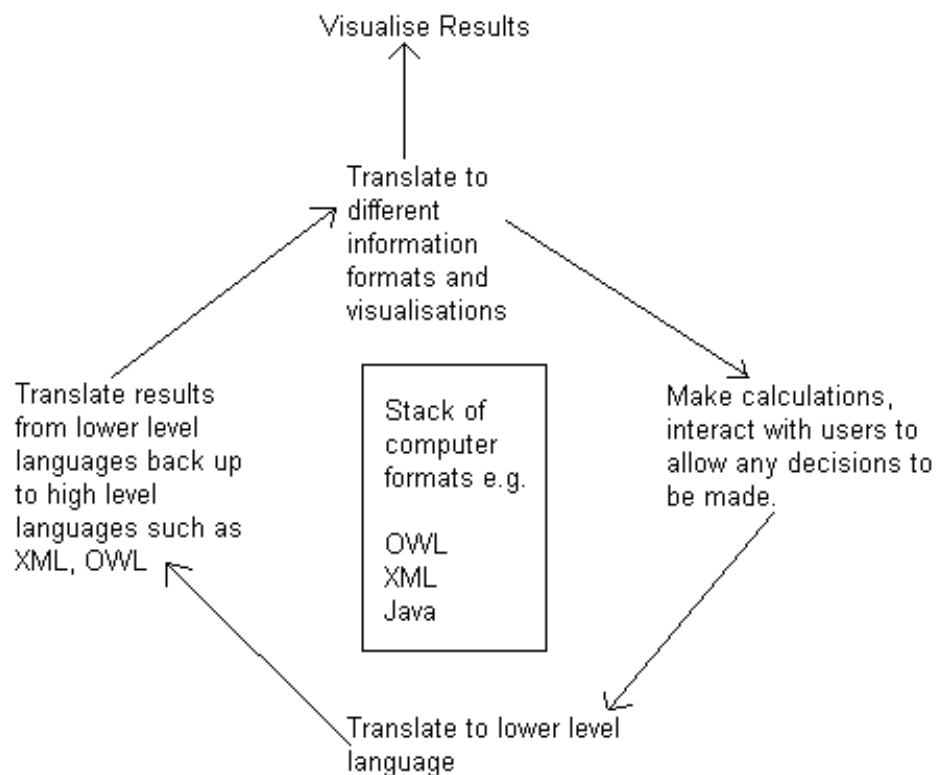 Visualise Results
Translate to
different
information
formats and
visualisations
Translate results
from lower level
languages back up
to high level
languages such as
XML, OWL
Stack of
computer
formats e.g.
OWL
XML
Java
Make calculations,
interact with users to
allow any decisions to
be made.
Translate to lower level
language